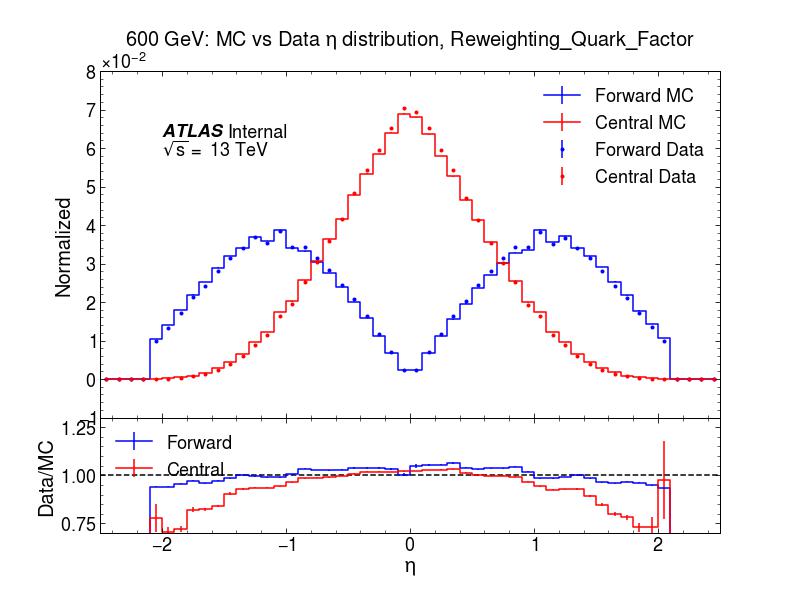 600 GeV: MC vs Data η distribution, Reweighting_Quark_Factor
×10⁻²
8
7
6
5
4
3
2
1
0
−1
Normalized
ATLAS Internal
√s = 13 TeV
Forward MC
Central MC
Forward Data
Central Data
1.25
1.00
0.75
Data/MC
Forward
Central
−2 −1 0 1 2
η